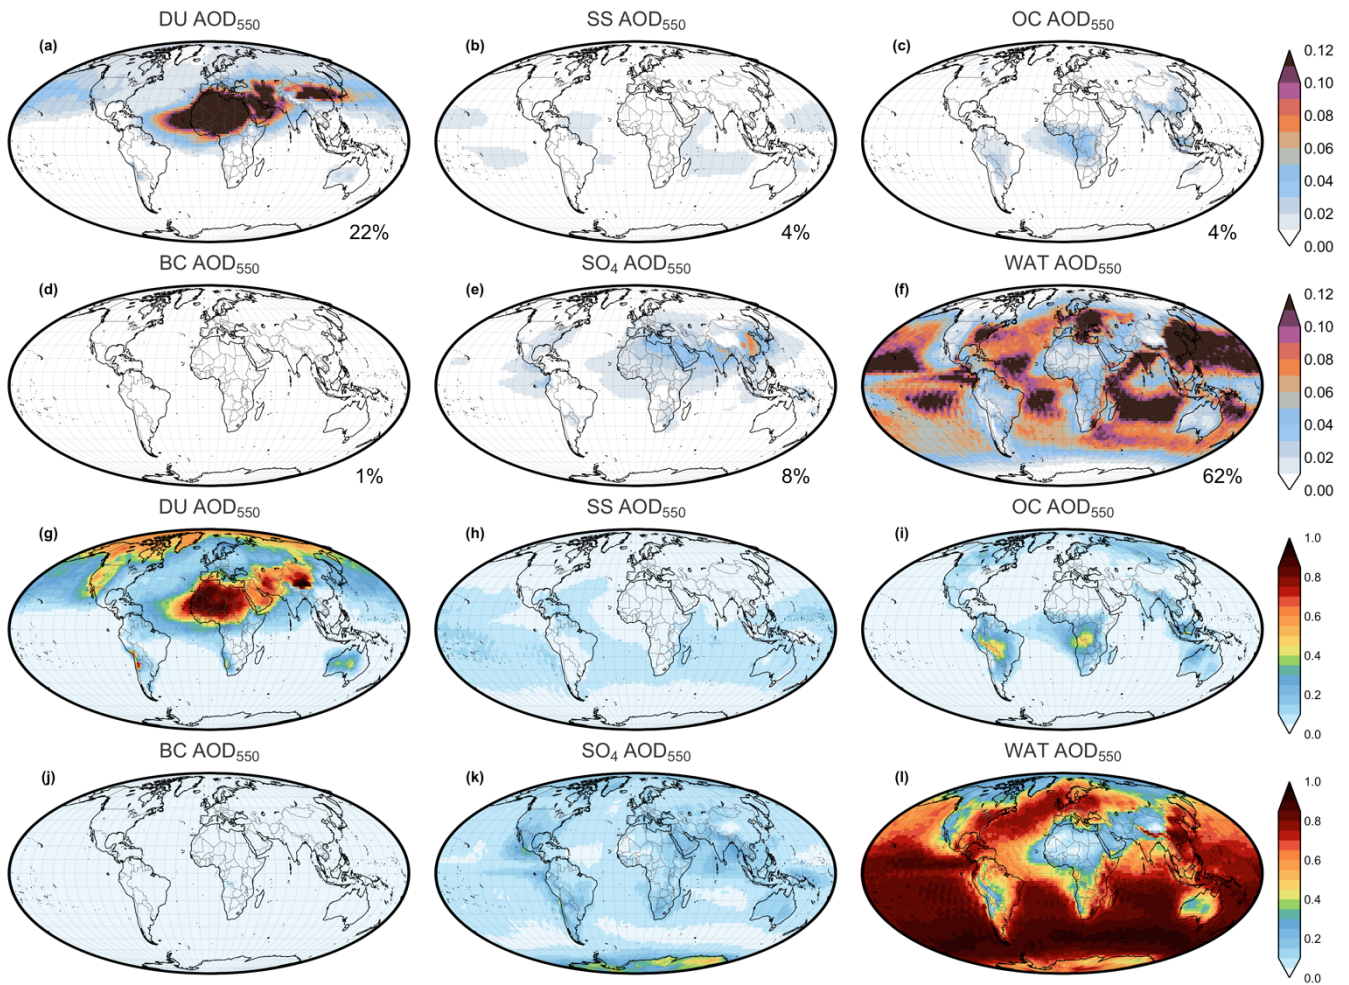 DU AOD550 SS AOD550 OC AOD550
(a) (b) (c)
0.12
0.10
0.08
0.06
0.04
0.02
0.00
22% 4% 4%
BC AOD550 SO4 AOD550 WAT AOD550
(d) (e) (f)
0.12
0.10
0.08
0.06
0.04
0.02
0.00
1% 8% 62%
DU AOD550 SS AOD550 OC AOD550
(g) (h) (i)
1.0
0.8
0.6
0.4
0.2
0.0
BC AOD550 SO4 AOD550 WAT AOD550
(j) (k) (l)
1.0
0.8
0.6
0.4
0.2
0.0